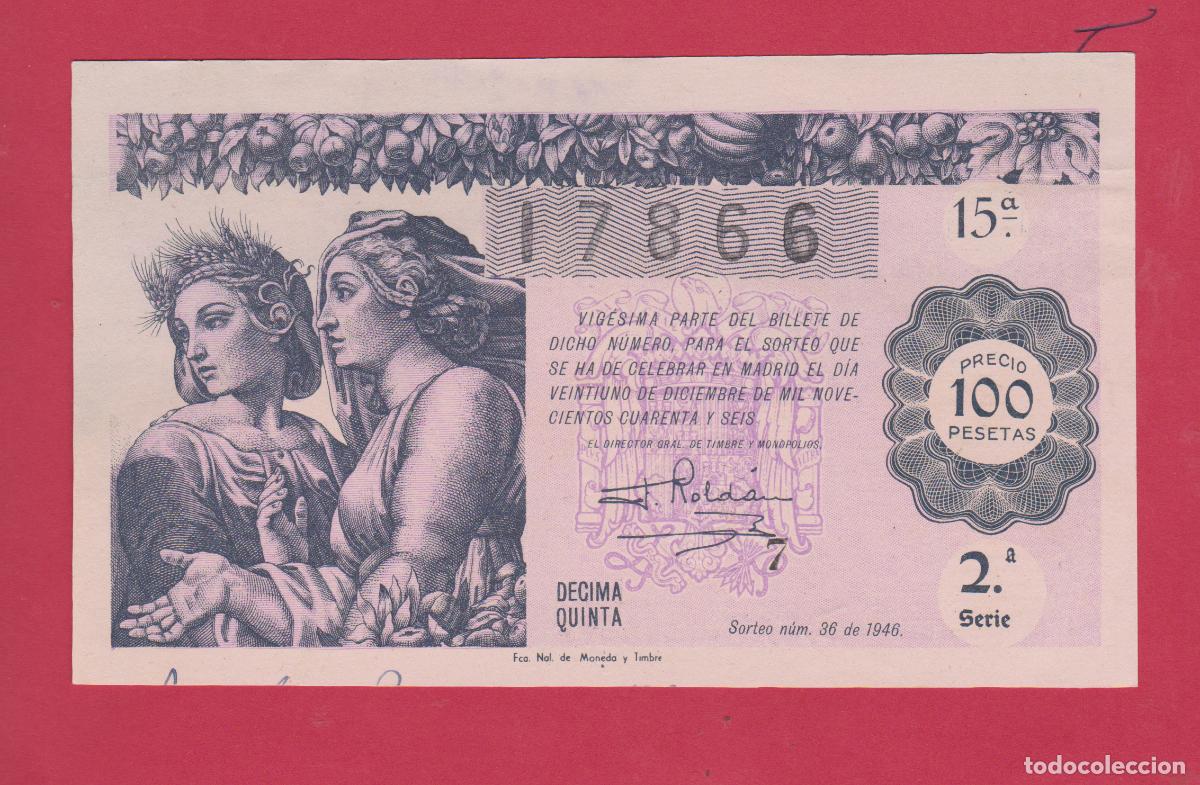 17866
15ª
VIGÉSIMA PARTE DEL BILLETE DE
DICHO NÚMERO, PARA EL SORTEO QUE
SE HA DE CELEBRAR EN MADRID EL DÍA
VEINTIUNO DE DICIEMBRE DE MIL NOVE-
CIENTOS CUARENTA Y SEIS
EL DIRECTOR GRAL. DE TIMBRE Y MONOPOLIOS,
J. Roldán
7
PRECIO
100
PESETAS
DECIMA
QUINTA
2.ª
Serie
Sorteo núm. 36 de 1946.
Fca. Nal. de Moneda y Timbre
todocoleccion